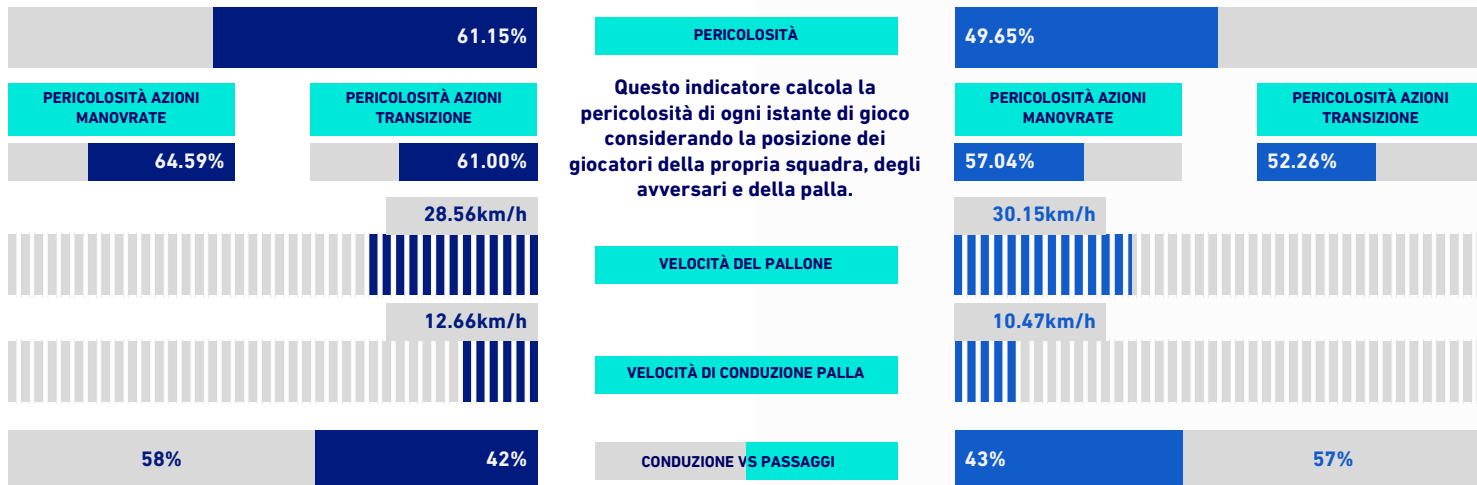 61.15%
PERICOLOSITÀ
49.65%
PERICOLOSITÀ AZIONI
MANOVRATE
PERICOLOSITÀ AZIONI
TRANSIZIONE
64.59%
61.00%
Questo indicatore calcola la
pericolosità di ogni istante di gioco
considerando la posizione dei
giocatori della propria squadra, degli
avversari e della palla.
PERICOLOSITÀ AZIONI
MANOVRATE
PERICOLOSITÀ AZIONI
TRANSIZIONE
57.04%
52.26%
28.56km/h
VELOCITÀ DEL PALLONE
30.15km/h
12.66km/h
VELOCITÀ DI CONDUZIONE PALLA
10.47km/h
58%
42%
CONDUZIONE VS PASSAGGI
43%
57%